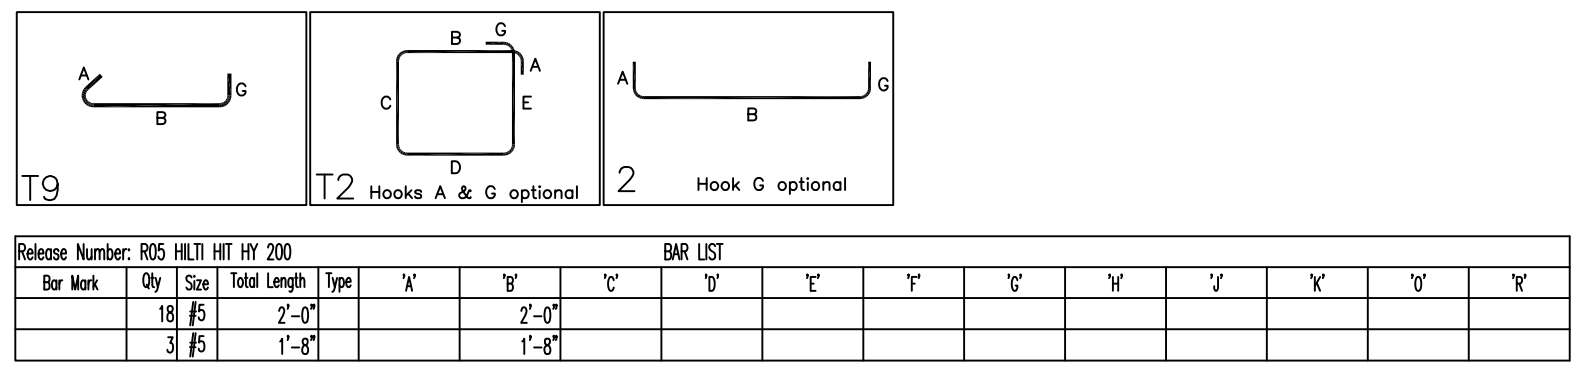 A B G
T9
B G A C E D
T2 Hooks A & G optional
A B G
2 Hook G optional
Release Number: R05 HILTI HIT HY 200 BAR LIST
Bar Mark Qty Size Total Length Type 'A' 'B' 'C' 'D' 'E' 'F' 'G' 'H' 'J' 'K' 'O' 'R'
18 #5 2'-0" 2'-0"
3 #5 1'-8" 1'-8"